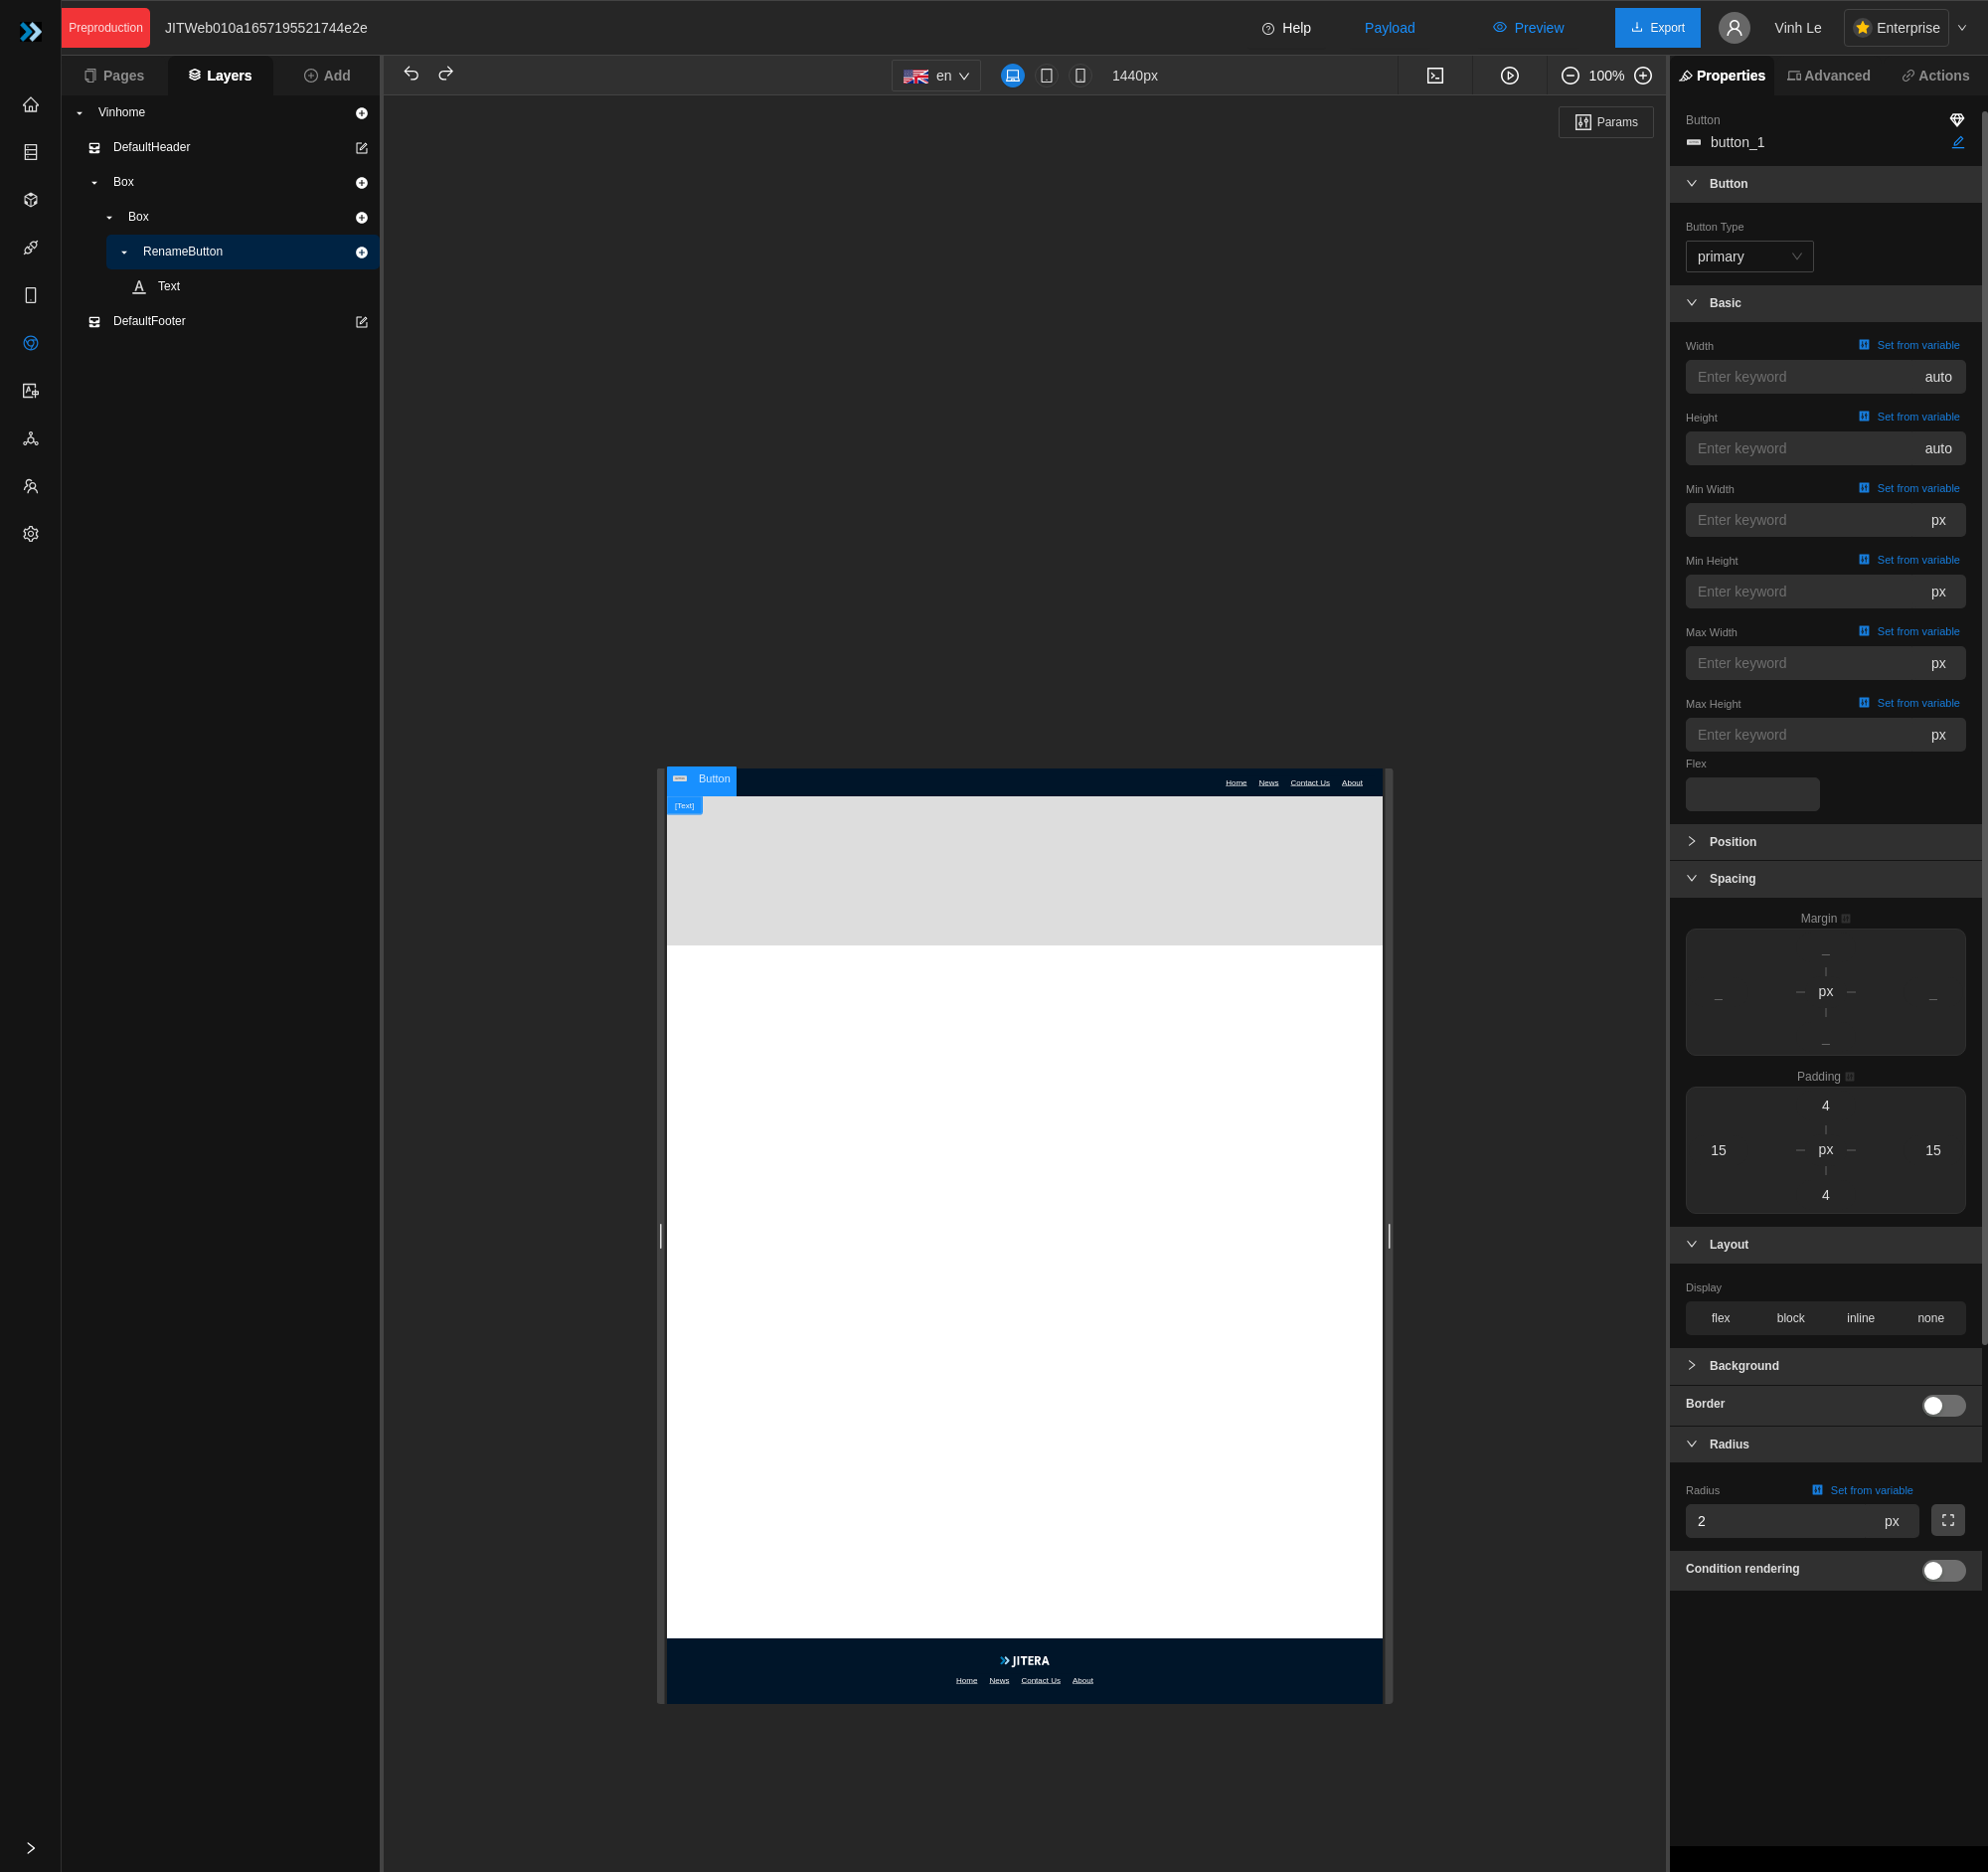 Preproduction JITWeb010a1657195521744e2e Help Payload Preview Export Vinh Le Enterprise
Pages Layers Add
en 1440px 100%
Properties Advanced Actions
Vinhome
DefaultHeader
Box
Box
RenameButton
Text
DefaultFooter
Params
Button Home News Contact Us About
[Text]
JITERA
Home News Contact Us About
Button
button_1
Button
Button Type
primary
Basic
Width Set from variable
Enter keyword auto
Height Set from variable
Enter keyword auto
Min Width Set from variable
Enter keyword px
Min Height Set from variable
Enter keyword px
Max Width Set from variable
Enter keyword px
Max Height Set from variable
Enter keyword px
Flex
Position
Spacing
Margin
px
Padding
4
15 px 15
4
Layout
Display
flex block inline none
Background
Border
Radius
Radius Set from variable
2 px
Condition rendering